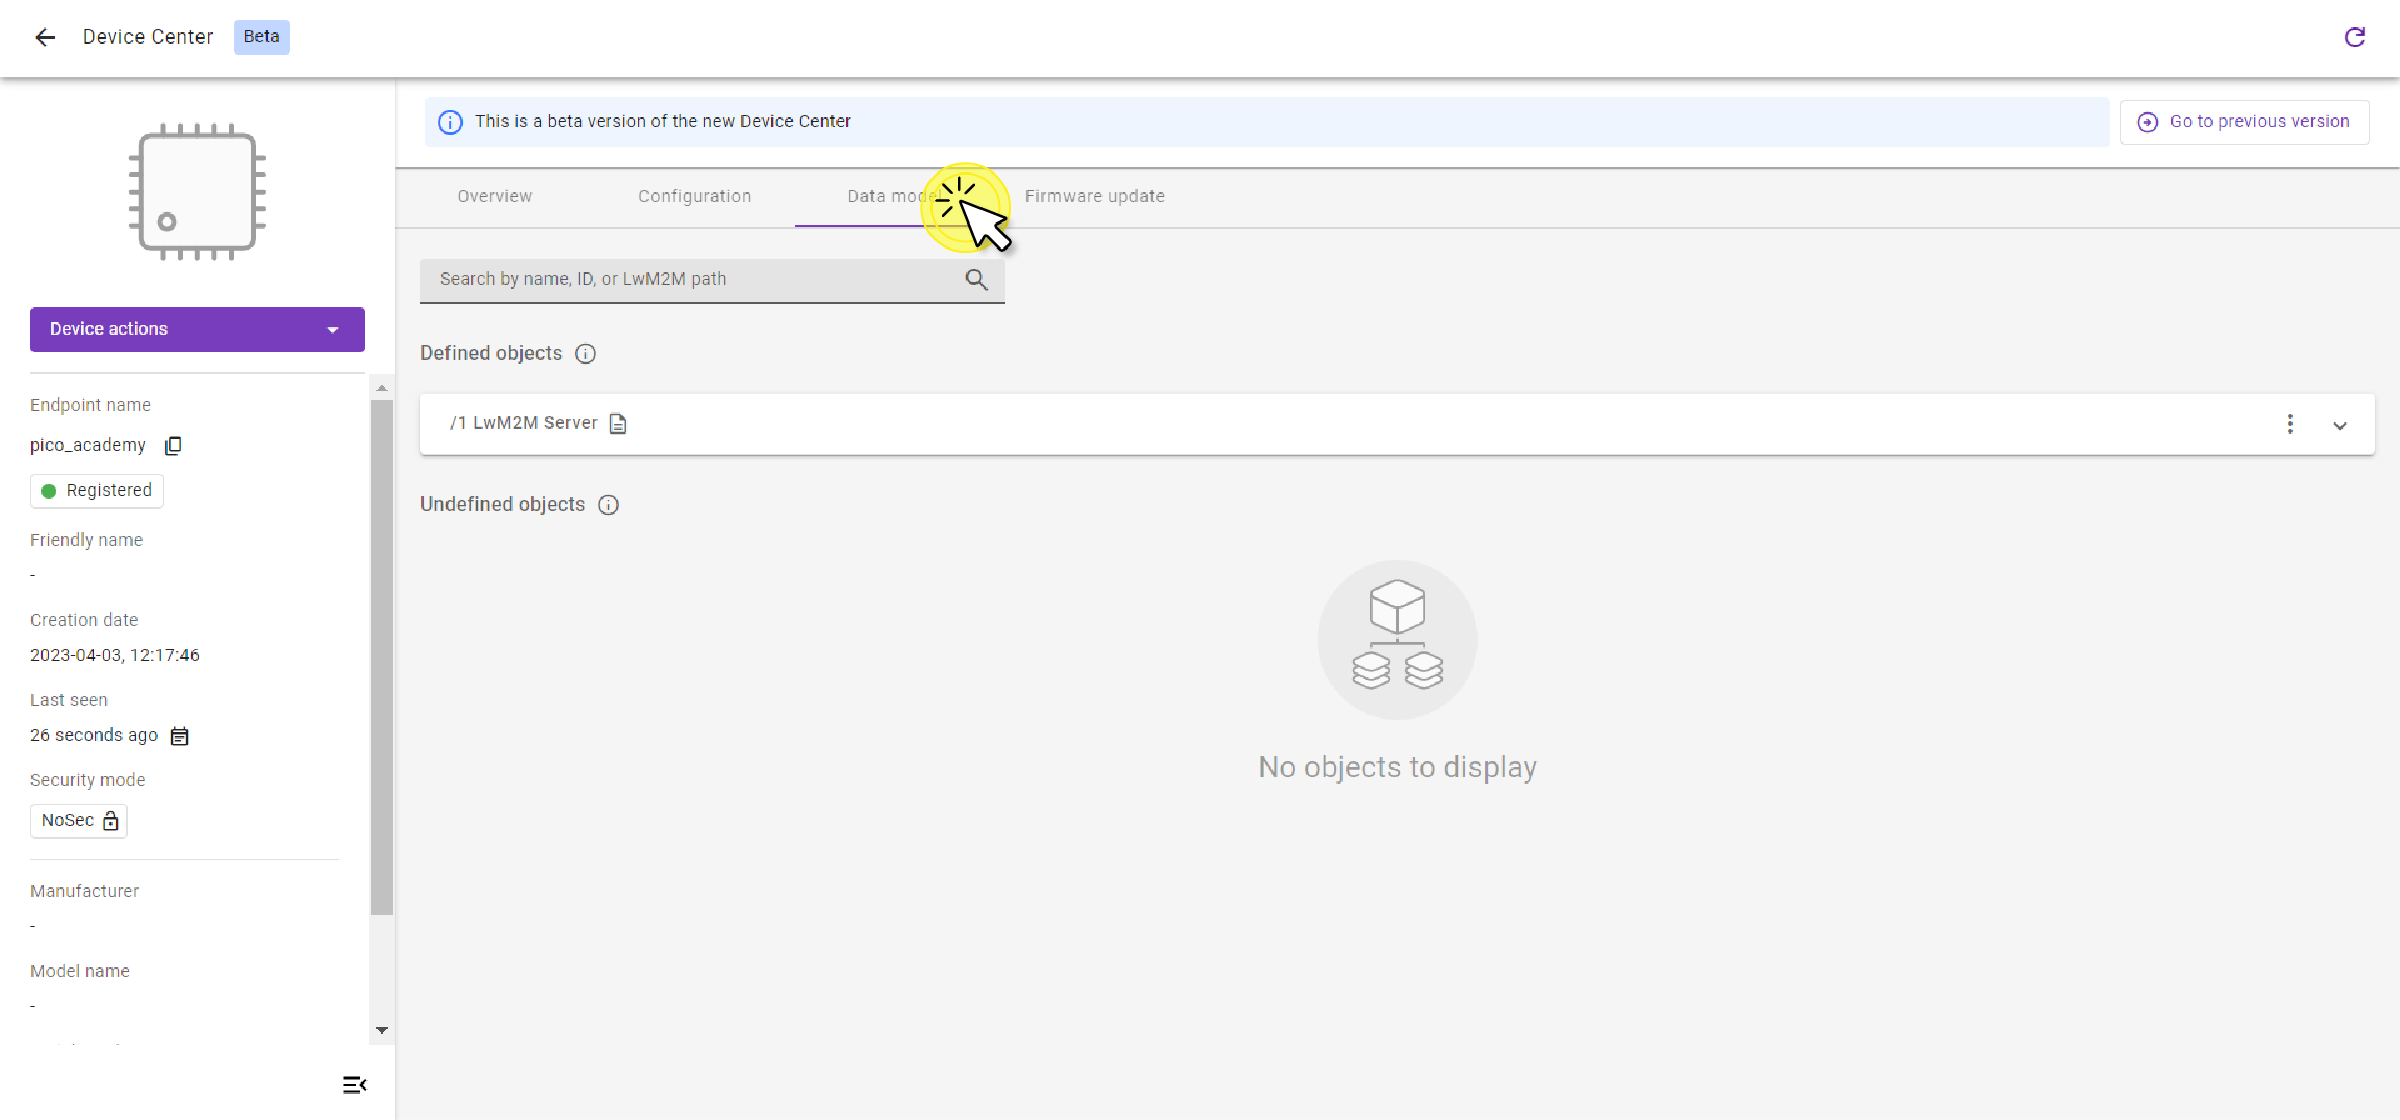 Device Center Beta
This is a beta version of the new Device Center
Go to previous version
Overview Configuration Data model Firmware update
Search by name, ID, or LwM2M path
Device actions
Defined objects
/1 LwM2M Server
Undefined objects
No objects to display
Endpoint name
pico_academy
Registered
Friendly name
-
Creation date
2023-04-03, 12:17:46
Last seen
26 seconds ago
Security mode
NoSec
Manufacturer
-
Model name
-